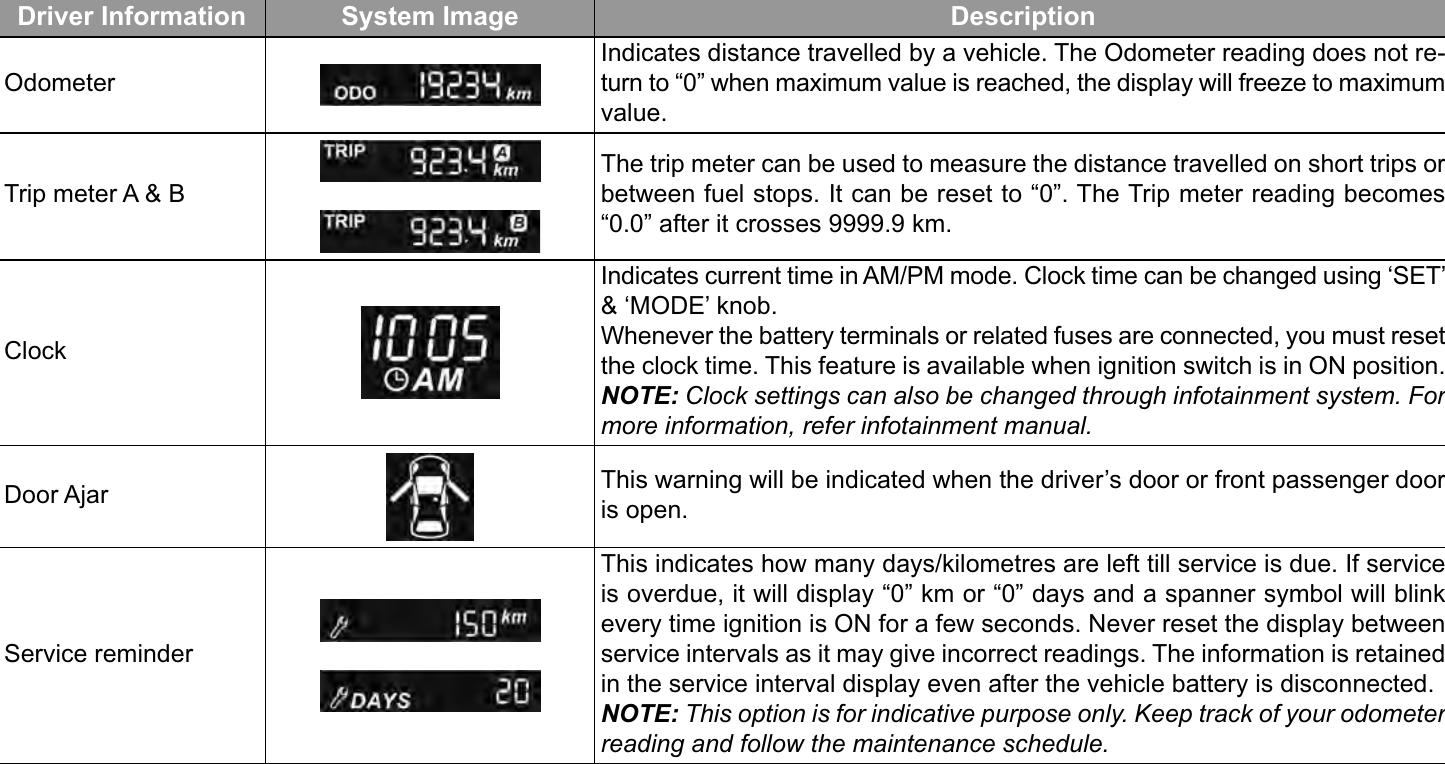 Driver Information System Image Description
Odometer
ODO 19234 km
Indicates distance travelled by a vehicle. The Odometer reading does not re-
turn to “0” when maximum value is reached, the display will freeze to maximum
value.
Trip meter A & B
TRIP 923.4 A km
TRIP 923.4 B km
The trip meter can be used to measure the distance travelled on short trips or
between fuel stops. It can be reset to “0”. The Trip meter reading becomes
“0.0” after it crosses 9999.9 km.
Clock
10 05
AM
Indicates current time in AM/PM mode. Clock time can be changed using ‘SET’
& ‘MODE’ knob.
Whenever the battery terminals or related fuses are connected, you must reset
the clock time. This feature is available when ignition switch is in ON position.
NOTE: Clock settings can also be changed through infotainment system. For
more information, refer infotainment manual.
Door Ajar
This warning will be indicated when the driver’s door or front passenger door
is open.
Service reminder
150 km
DAYS 20
This indicates how many days/kilometres are left till service is due. If service
is overdue, it will display “0” km or “0” days and a spanner symbol will blink
every time ignition is ON for a few seconds. Never reset the display between
service intervals as it may give incorrect readings. The information is retained
in the service interval display even after the vehicle battery is disconnected.
NOTE: This option is for indicative purpose only. Keep track of your odometer
reading and follow the maintenance schedule.